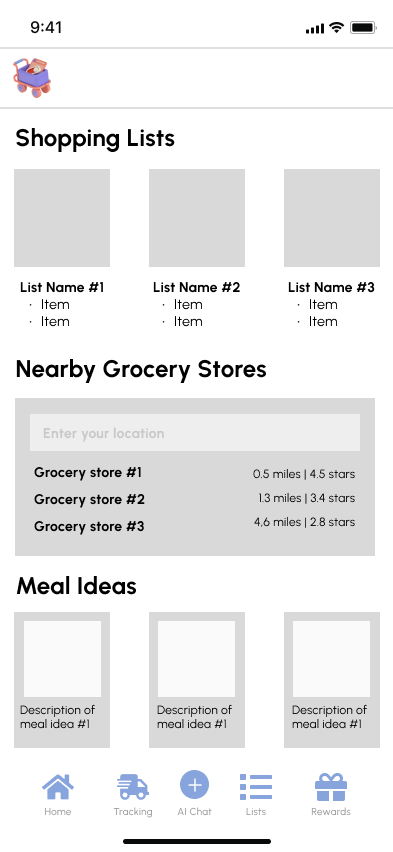 9:41
Shopping Lists
List Name #1
· Item
· Item
List Name #2
· Item
· Item
List Name #3
· Item
· Item
Nearby Grocery Stores
Enter your location
Grocery store #1 0.5 miles | 4.5 stars
Grocery store #2 1.3 miles | 3.4 stars
Grocery store #3 4,6 miles | 2.8 stars
Meal Ideas
Description of
meal idea #1
Description of
meal idea #1
Description of
meal idea #1
Home
Tracking
AI Chat
Lists
Rewards